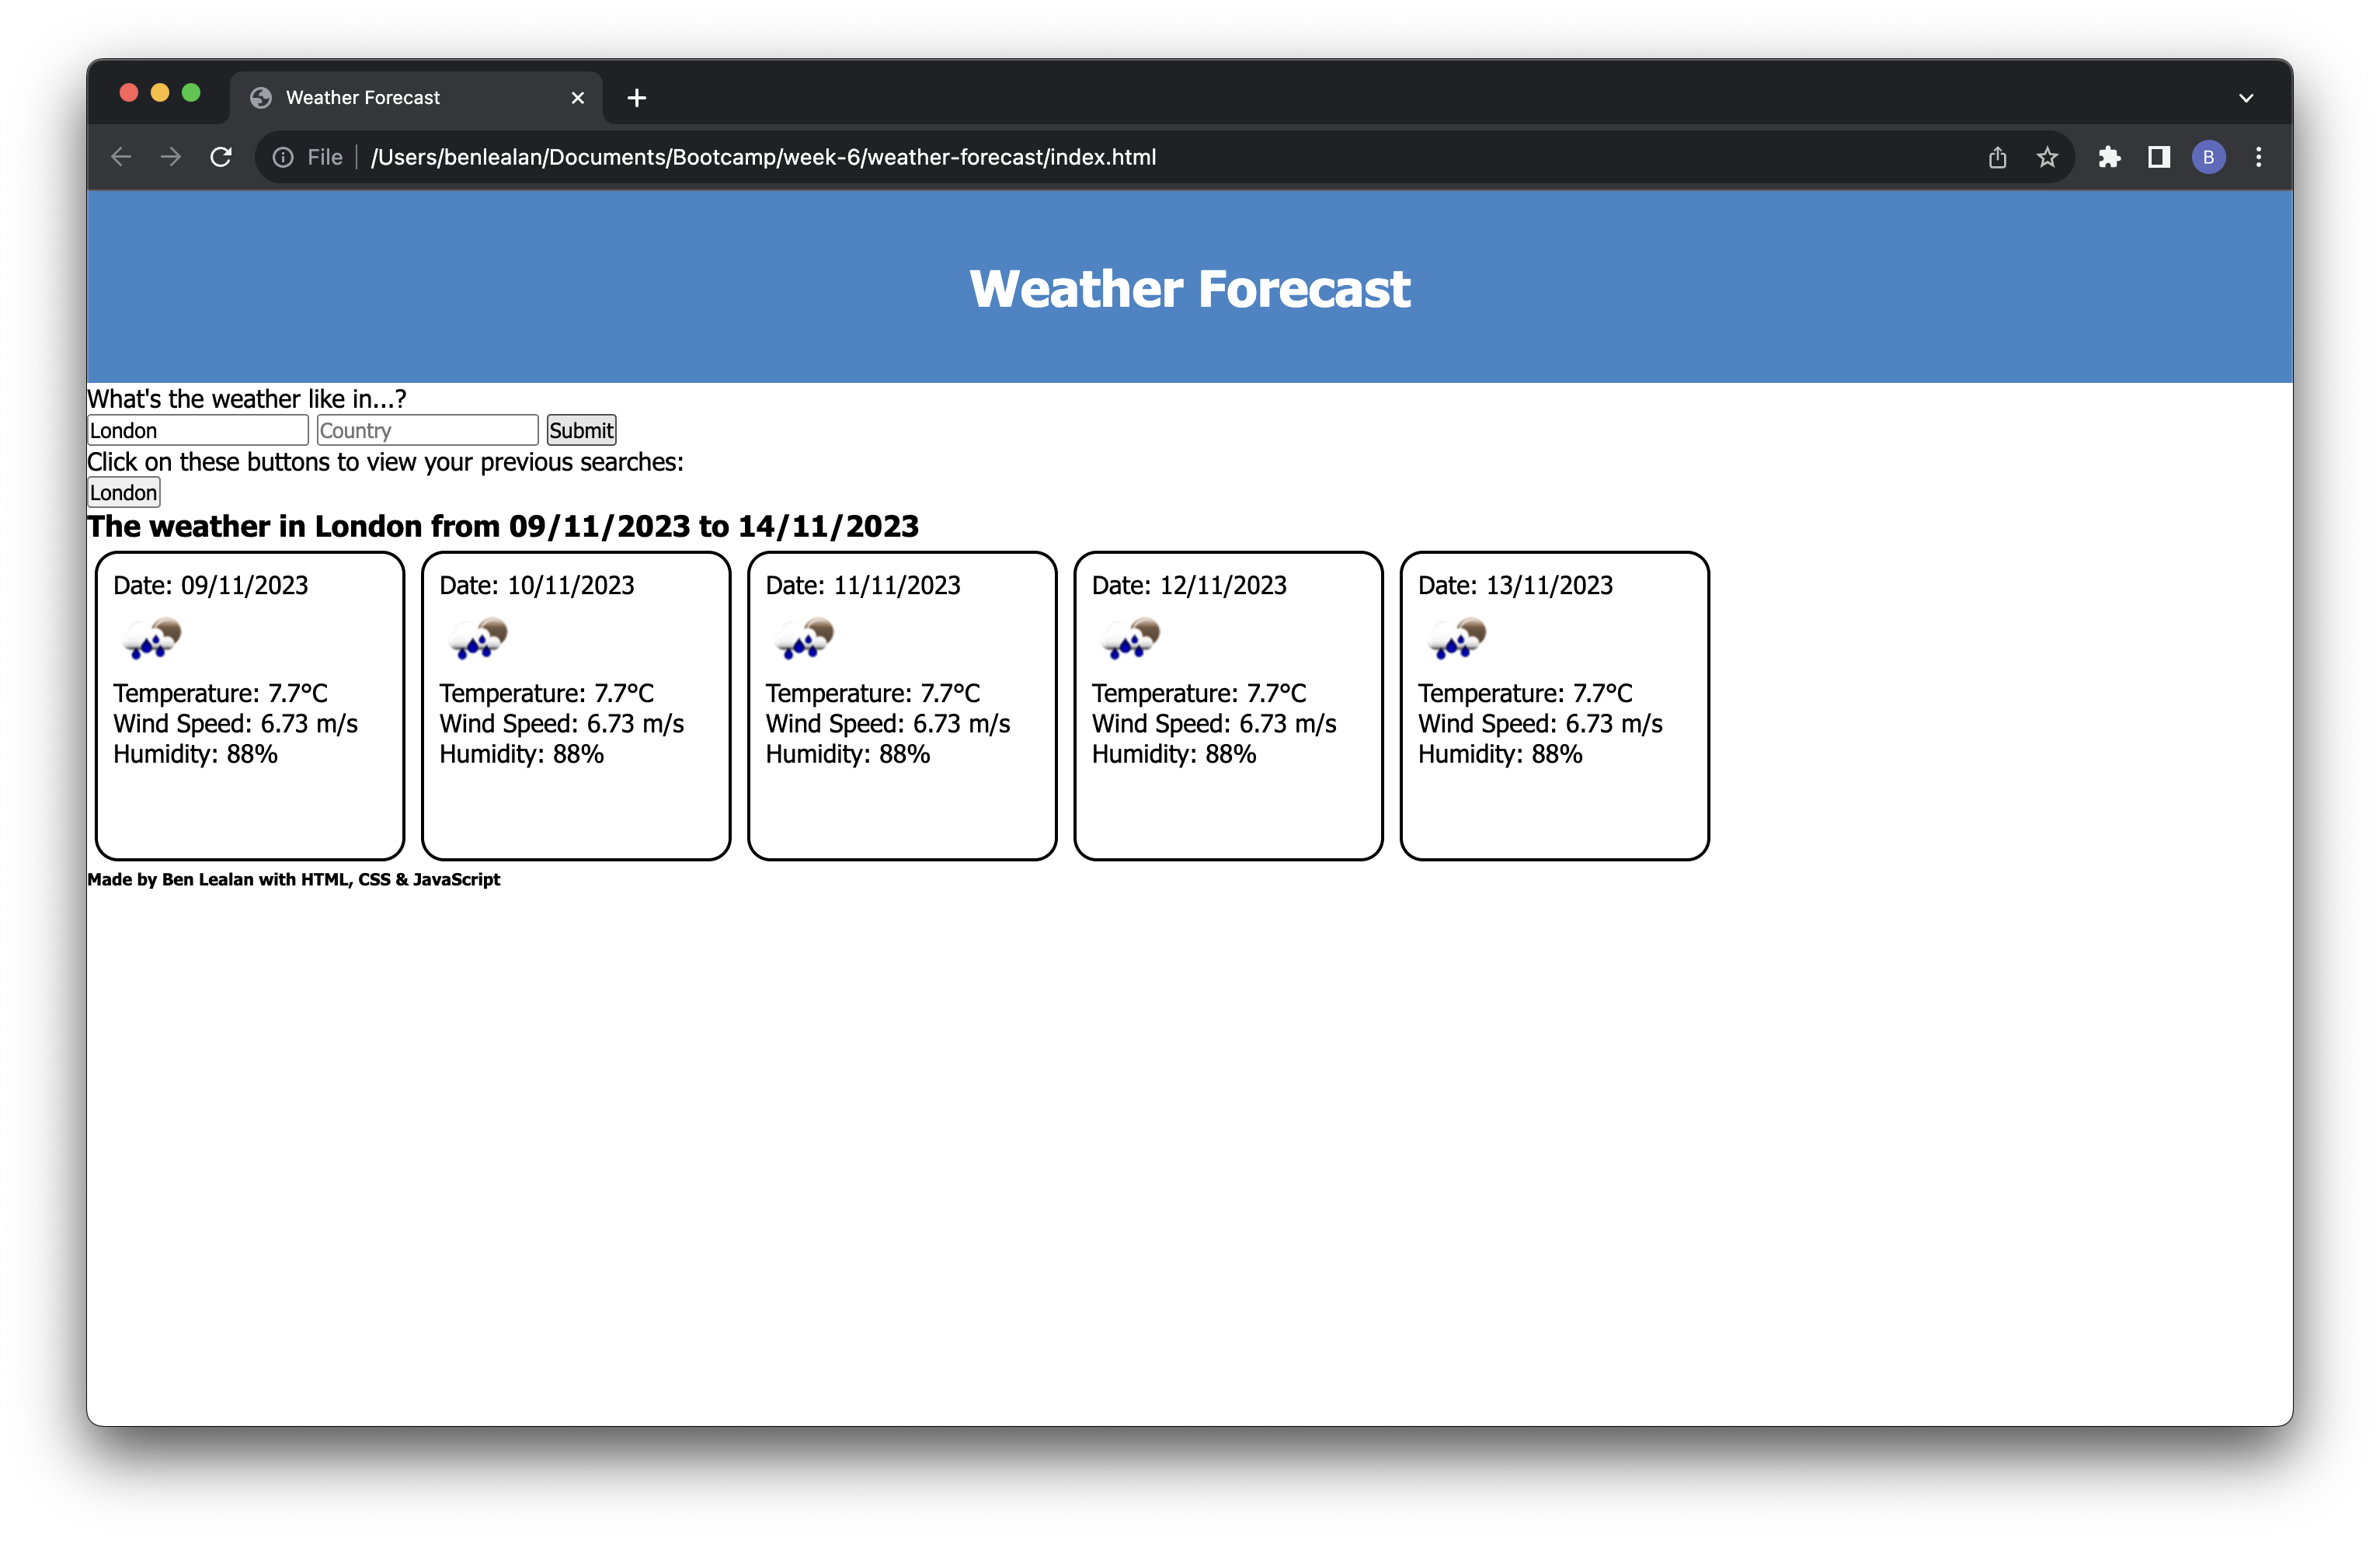 Weather Forecast
File /Users/benlealan/Documents/Bootcamp/week-6/weather-forecast/index.html
B
Weather Forecast
What's the weather like in...?
London Country Submit
Click on these buttons to view your previous searches:
London
The weather in London from 09/11/2023 to 14/11/2023
Date: 09/11/2023
Temperature: 7.7°C
Wind Speed: 6.73 m/s
Humidity: 88%
Date: 10/11/2023
Temperature: 7.7°C
Wind Speed: 6.73 m/s
Humidity: 88%
Date: 11/11/2023
Temperature: 7.7°C
Wind Speed: 6.73 m/s
Humidity: 88%
Date: 12/11/2023
Temperature: 7.7°C
Wind Speed: 6.73 m/s
Humidity: 88%
Date: 13/11/2023
Temperature: 7.7°C
Wind Speed: 6.73 m/s
Humidity: 88%
Made by Ben Lealan with HTML, CSS & JavaScript